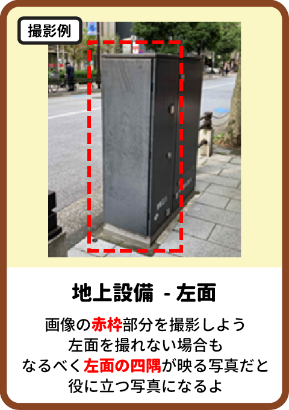 撮影例
地上設備 - 左面
画像の赤枠部分を撮影しよう
左面を撮れない場合も
なるべく左面の四隅が映る写真だと
役に立つ写真になるよ